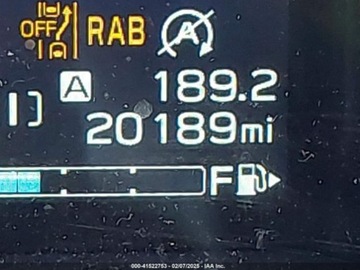 OFF RAB A
A 189.2
20189mi
F
000-41522753 - 02/07/2025 - IAA Inc.